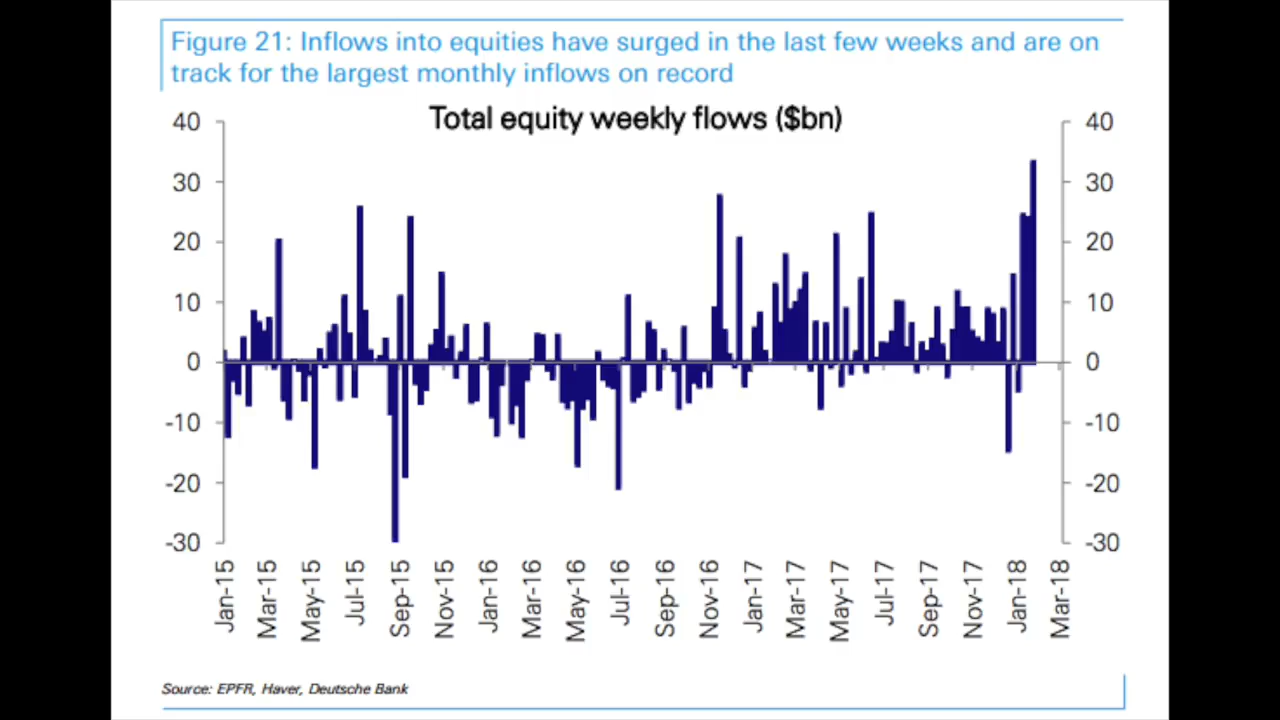 Figure 21: Inflows into equities have surged in the last few weeks and are on
track for the largest monthly inflows on record
Total equity weekly flows ($bn)
40 40
30 30
20 20
10 10
0 0
-10 -10
-20 -20
-30 -30
Jan-15 Mar-15 May-15 Jul-15 Sep-15 Nov-15 Jan-16 Mar-16 May-16 Jul-16 Sep-16 Nov-16 Jan-17 Mar-17 May-17 Jul-17 Sep-17 Nov-17 Jan-18 Mar-18
Source: EPFR, Haver, Deutsche Bank